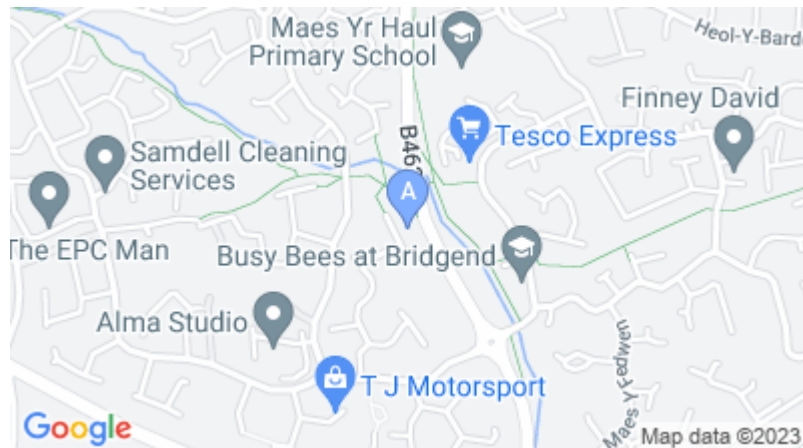 Maes Yr Haul
Primary School
Heol-Y-Bard
Finney David
B46
Tesco Express
Samdell Cleaning
Services
A
The EPC Man
Busy Bees at Bridgend
Alma Studio
Maes Y Fedwen
T J Motorsport
Google
Map data ©2023